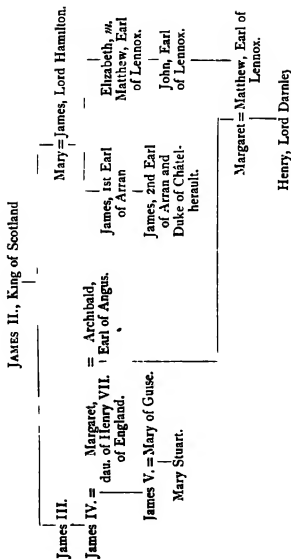 JAMES II., King of Scotland
James III.
Mary = James, Lord Hamilton.
James IV. =
Margaret,
dau. of Henry VII.
of England.
= Archibald,
Earl of Angus.
James, 1st Earl
of Arran
Elizabeth, m.
Matthew, Earl
of Lennox.
James V. = Mary of Guise.
James, 2nd Earl
of Arran and
Duke of Châtel-
herault.
John, Earl
of Lennox.
Mary Stuart.
Margaret = Matthew, Earl of
Lennox.
Henry, Lord Darnley